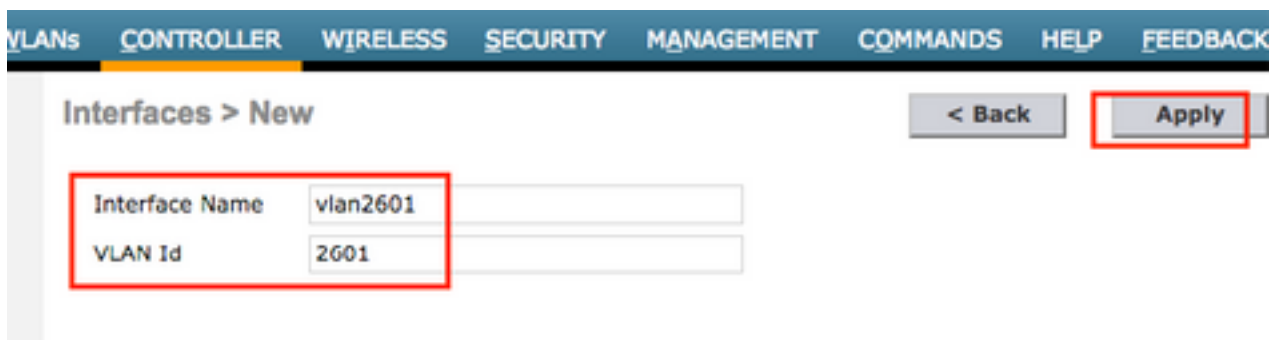 WLANs CONTROLLER WIRELESS SECURITY MANAGEMENT COMMANDS HELP FEEDBACK
Interfaces > New
< Back
Apply
Interface Name vlan2601
VLAN Id 2601